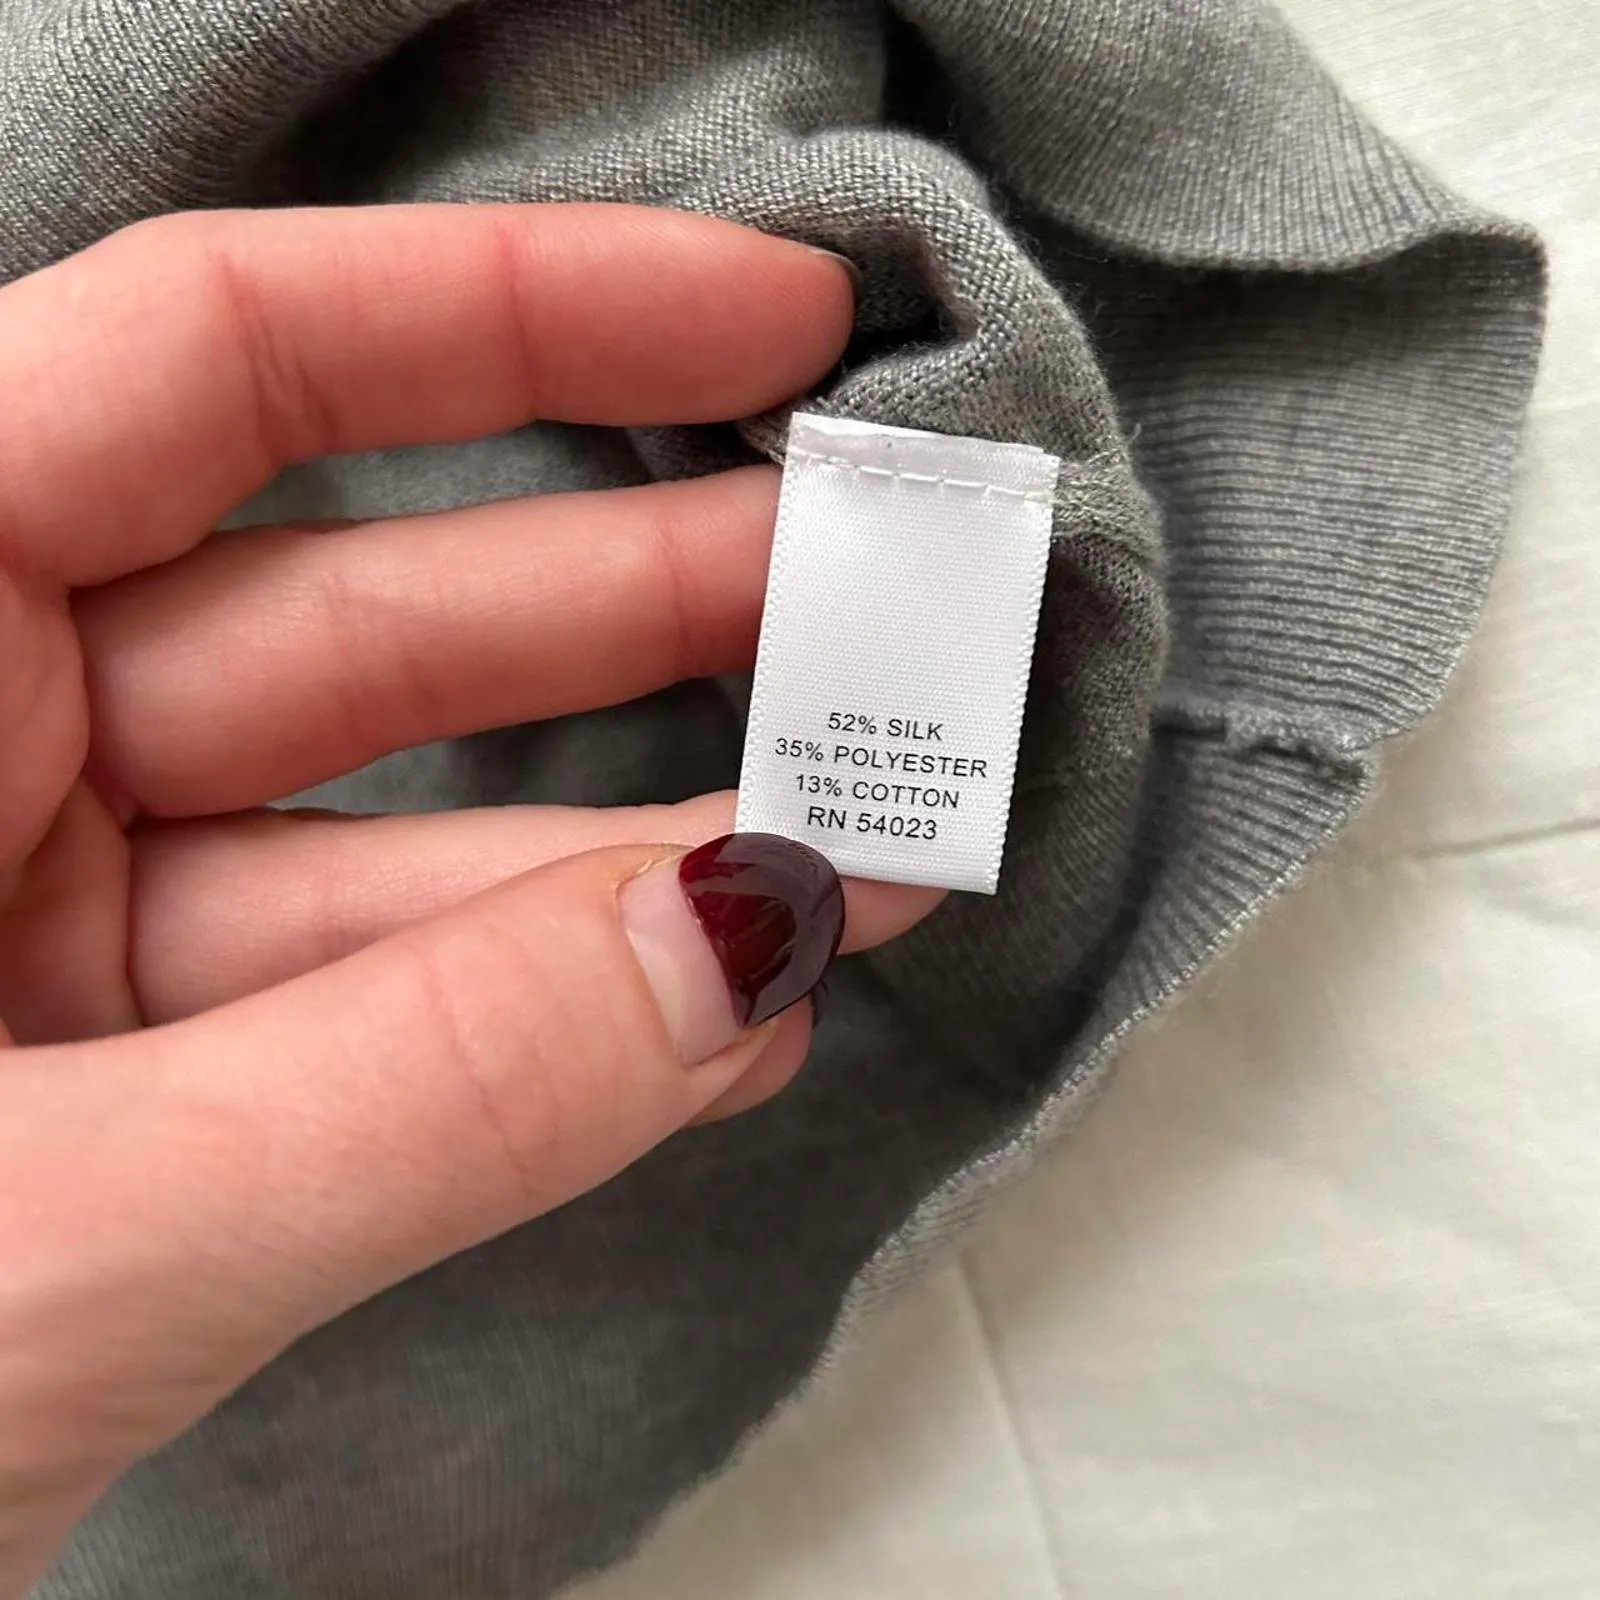 52% SILK
35% POLYESTER
13% COTTON
RN 54023